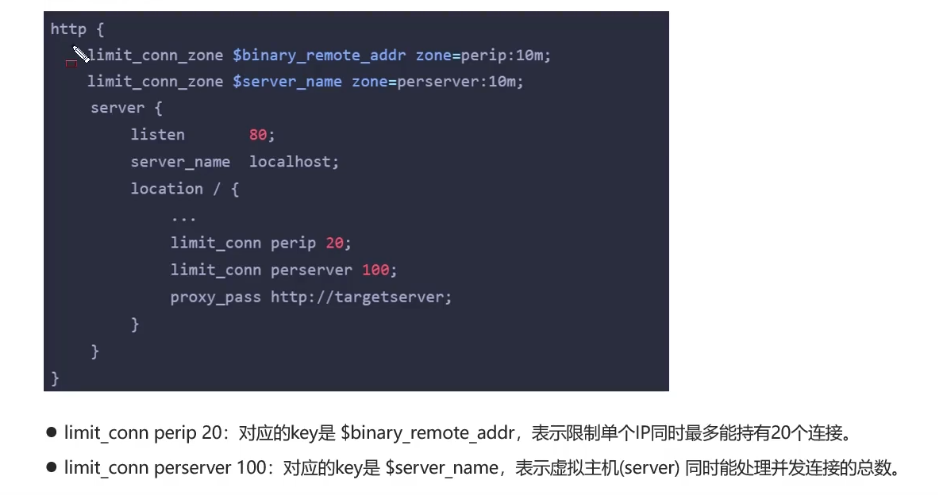 http {
limit_conn_zone $binary_remote_addr zone=perip:10m;
limit_conn_zone $server_name zone=perserver:10m;
server {
listen 80;
server_name localhost;
location / {
...
limit_conn perip 20;
limit_conn perserver 100;
proxy_pass http://targetserver;
}
}
}
● limit_conn perip 20：对应的key是 $binary_remote_addr，表示限制单个IP同时最多能持有20个连接。
● limit_conn perserver 100：对应的key是 $server_name，表示虚拟主机(server) 同时能处理并发连接的总数。